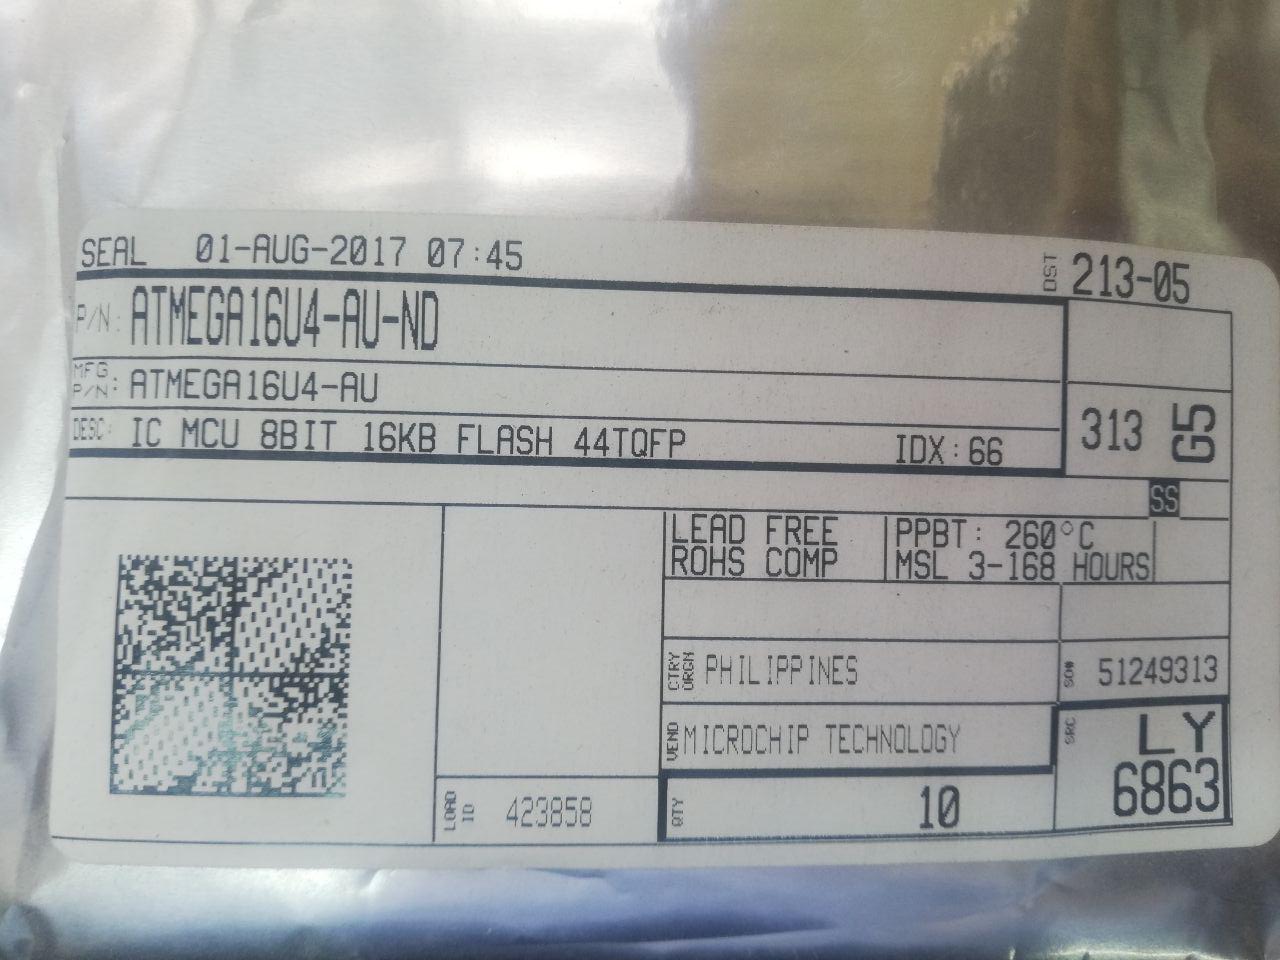 SEAL 01-AUG-2017 07:45
DST 213-05
P/N: ATMEGA16U4-AU-ND
MFG P/N: ATMEGA16U4-AU
DESC: IC MCU 8BIT 16KB FLASH 44TQFP IDX:66
313 G5
SS
LEAD FREE
ROHS COMP
PPBT: 260°C
MSL 3-168 HOURS
CTRY ORGN PHILIPPINES
SO# 51249313
VEND MICROCHIP TECHNOLOGY
SRC LY
6863
LOAD ID 423858
QTY 10